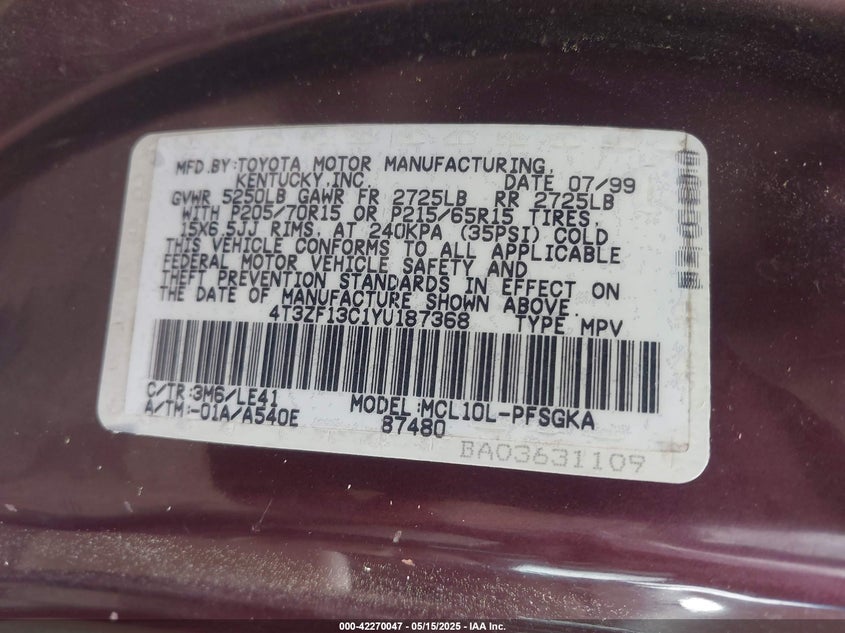 MFD.BY:TOYOTA MOTOR MANUFACTURING,
KENTUCKY,INC. DATE 07/99
GVWR 5250LB GAWR FR 2725LB RR 2725LB
WITH P205/70R15 OR P215/65R15 TIRES,
15X6.5JJ RIMS, AT 240KPA (35PSI) COLD
THIS VEHICLE CONFORMS TO ALL APPLICABLE
FEDERAL MOTOR VEHICLE SAFETY AND
THEFT PREVENTION STANDARDS IN EFFECT ON
THE DATE OF MANUFACTURE SHOWN ABOVE.
4T3ZF13C1YU187368 TYPE MPV
C/TR:3M6/LE41 MODEL:MCL10L-PFSGKA
A/TM:-01A/A540E 87480
BA03631109
000-42270047 - 05/15/2025 - IAA Inc.